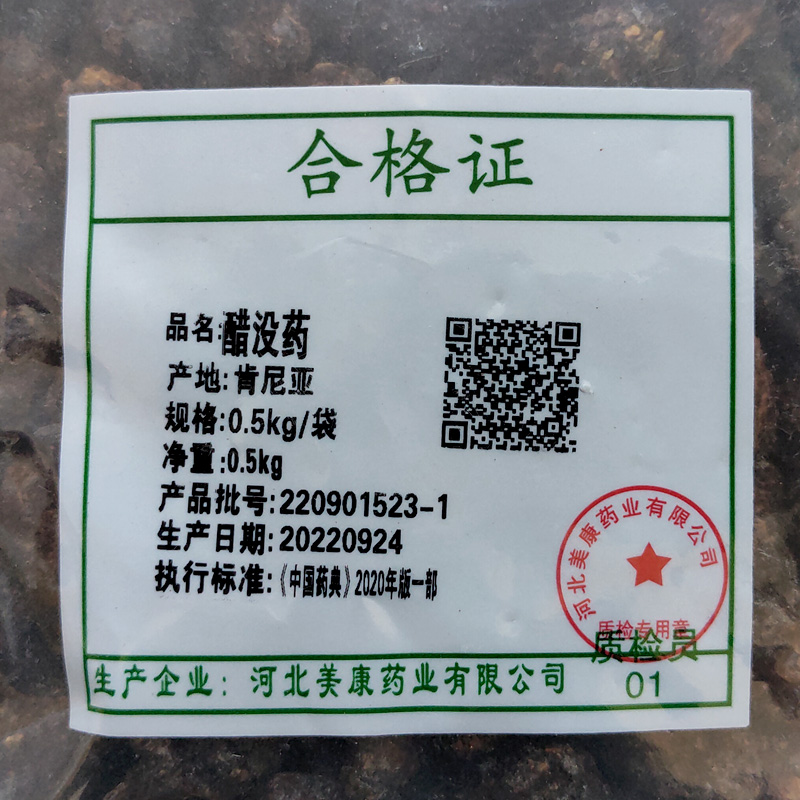 合格证
品名:醋没药
产地:肯尼亚
规格:0.5kg/袋
净重:0.5kg
产品批号:220901523-1
生产日期:20220924
执行标准:《中国药典》2020年版一部
河北美康药业有限公司
质检专用章
质检员
01
生产企业：河北美康药业有限公司